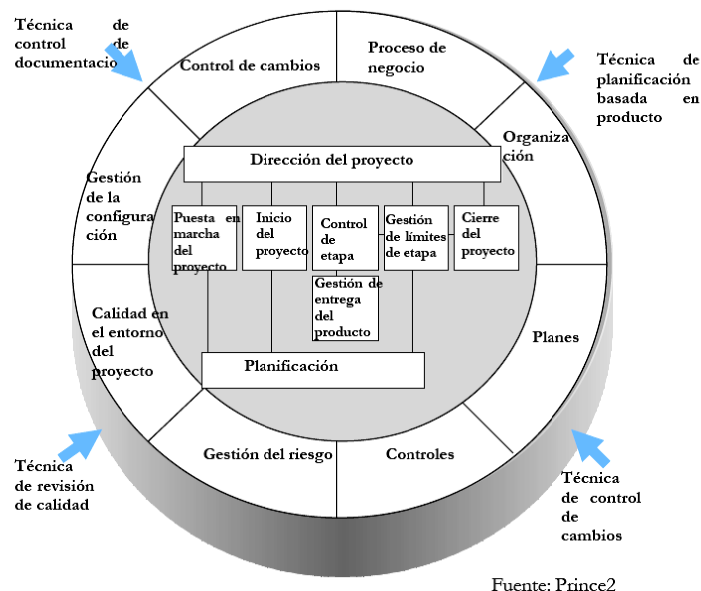 Técnica de
control de
documentacio
Control de cambios
Proceso de
negocio
Técnica de
planificación
basada en
producto
Organiza
ción
Dirección del proyecto
Gestión
de la
configura
ción
Puesta en
marcha
del
proyecto
Inicio
del
proyecto
Control
de
etapa
Gestión
de límites
de etapa
Cierre
del
proyecto
Gestión de
entrega
del
producto
Calidad en
el entorno
del
proyecto
Planes
Planificación
Gestión del riesgo
Controles
Técnica
de revisión
de calidad
Técnica
de control
de
cambios
Fuente: Prince2